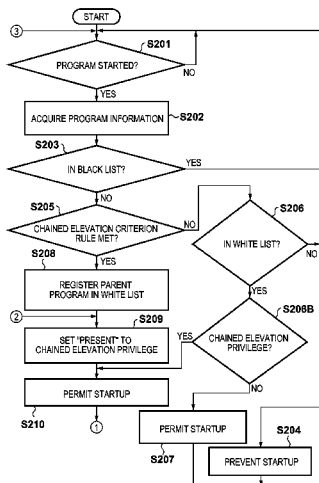 START
3
S201
PROGRAM STARTED?
NO
YES
ACQUIRE PROGRAM INFORMATION
S202
S203
IN BLACK LIST?
YES
NO
S205
CHAINED ELEVATION CRITERION
RULE MET?
NO
S206
IN WHITE LIST?
NO
YES
S208
YES
REGISTER PARENT
PROGRAM IN WHITE LIST
2
S209
SET "PRESENT" TO
CHAINED ELEVATION PRIVILEGE
S206B
YES
CHAINED ELEVATION
PRIVILEGE?
NO
PERMIT STARTUP
S210
1
PERMIT STARTUP
S207
S204
PREVENT STARTUP